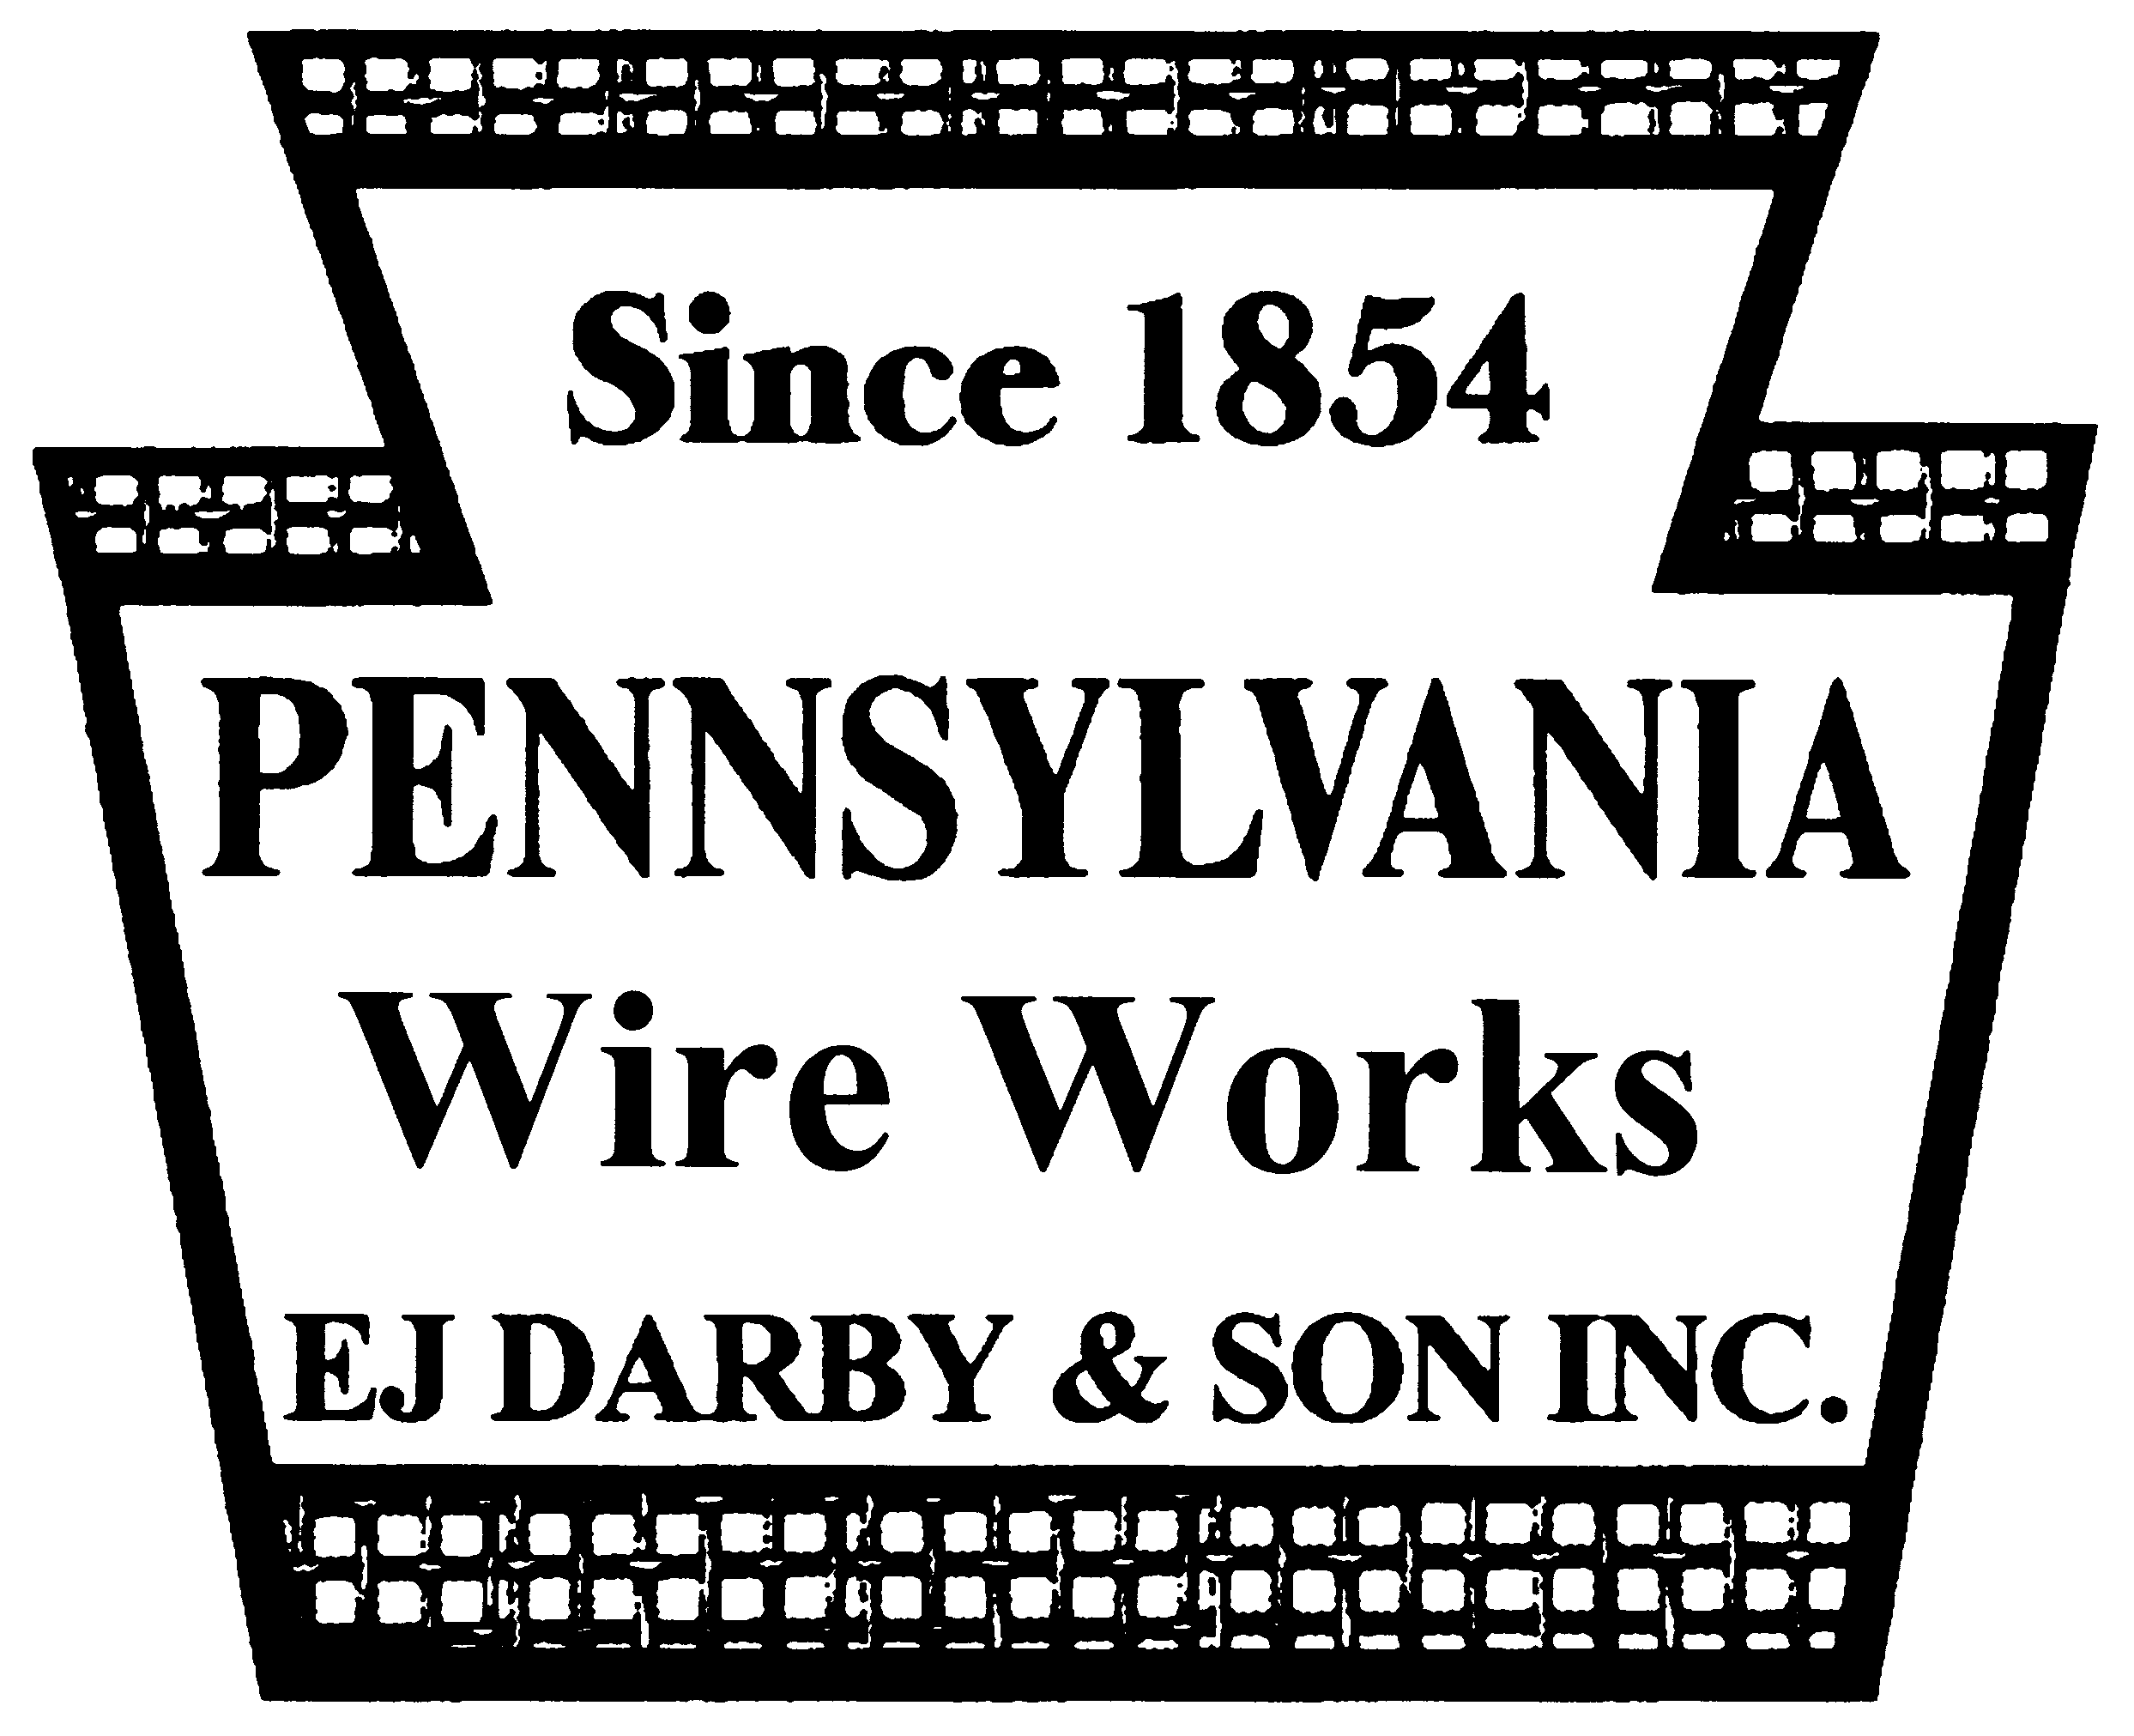 Since 1854
PENNSYLVANIA
Wire Works
EJ DARBY & SON INC.